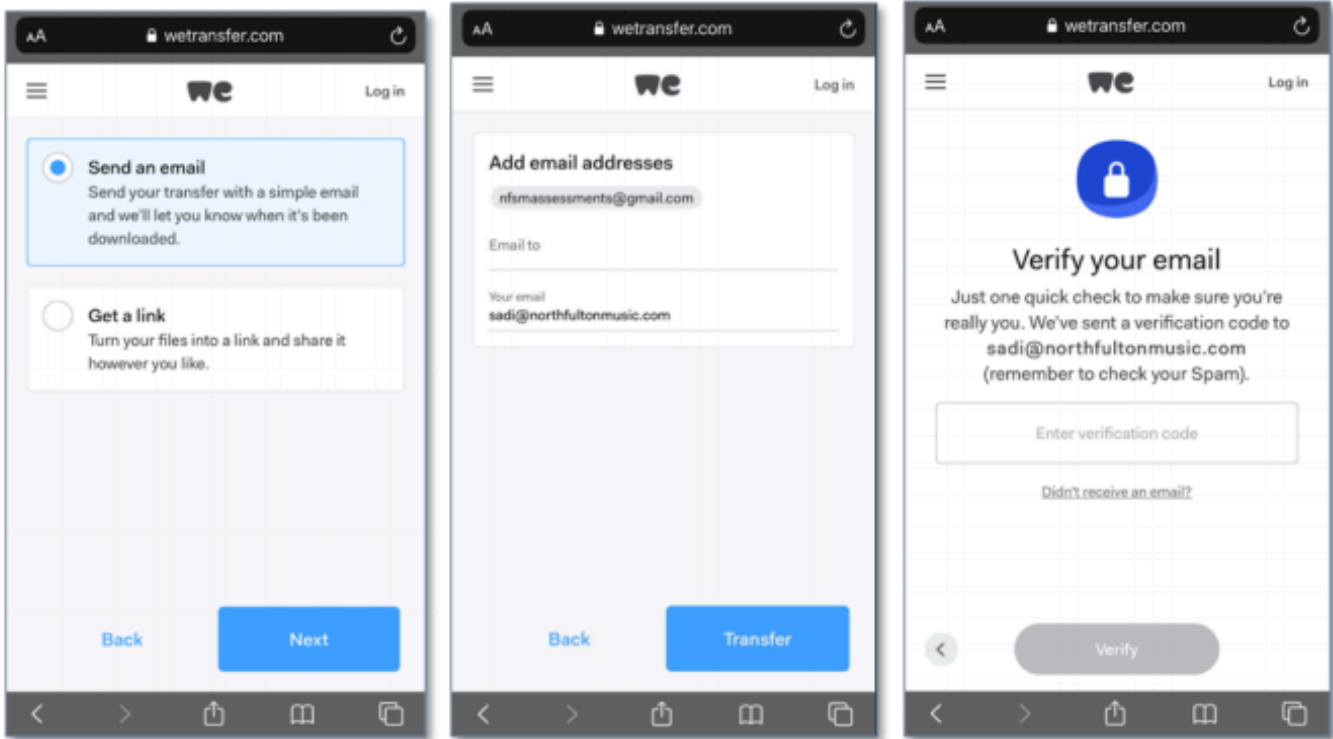 AA wetransfer.com
we
Log in
Send an email
Send your transfer with a simple email
and we'll let you know when it's been
downloaded.
Get a link
Turn your files into a link and share it
however you like.
Back
Next
AA wetransfer.com
we
Log in
Add email addresses
nfsmassessments@gmail.com
Email to
Your email
sadi@northfultonmusic.com
Back
Transfer
AA wetransfer.com
we
Log in
Verify your email
Just one quick check to make sure you're
really you. We've sent a verification code to
sadi@northfultonmusic.com
(remember to check your Spam).
Enter verification code
Didn't receive an email?
Verify